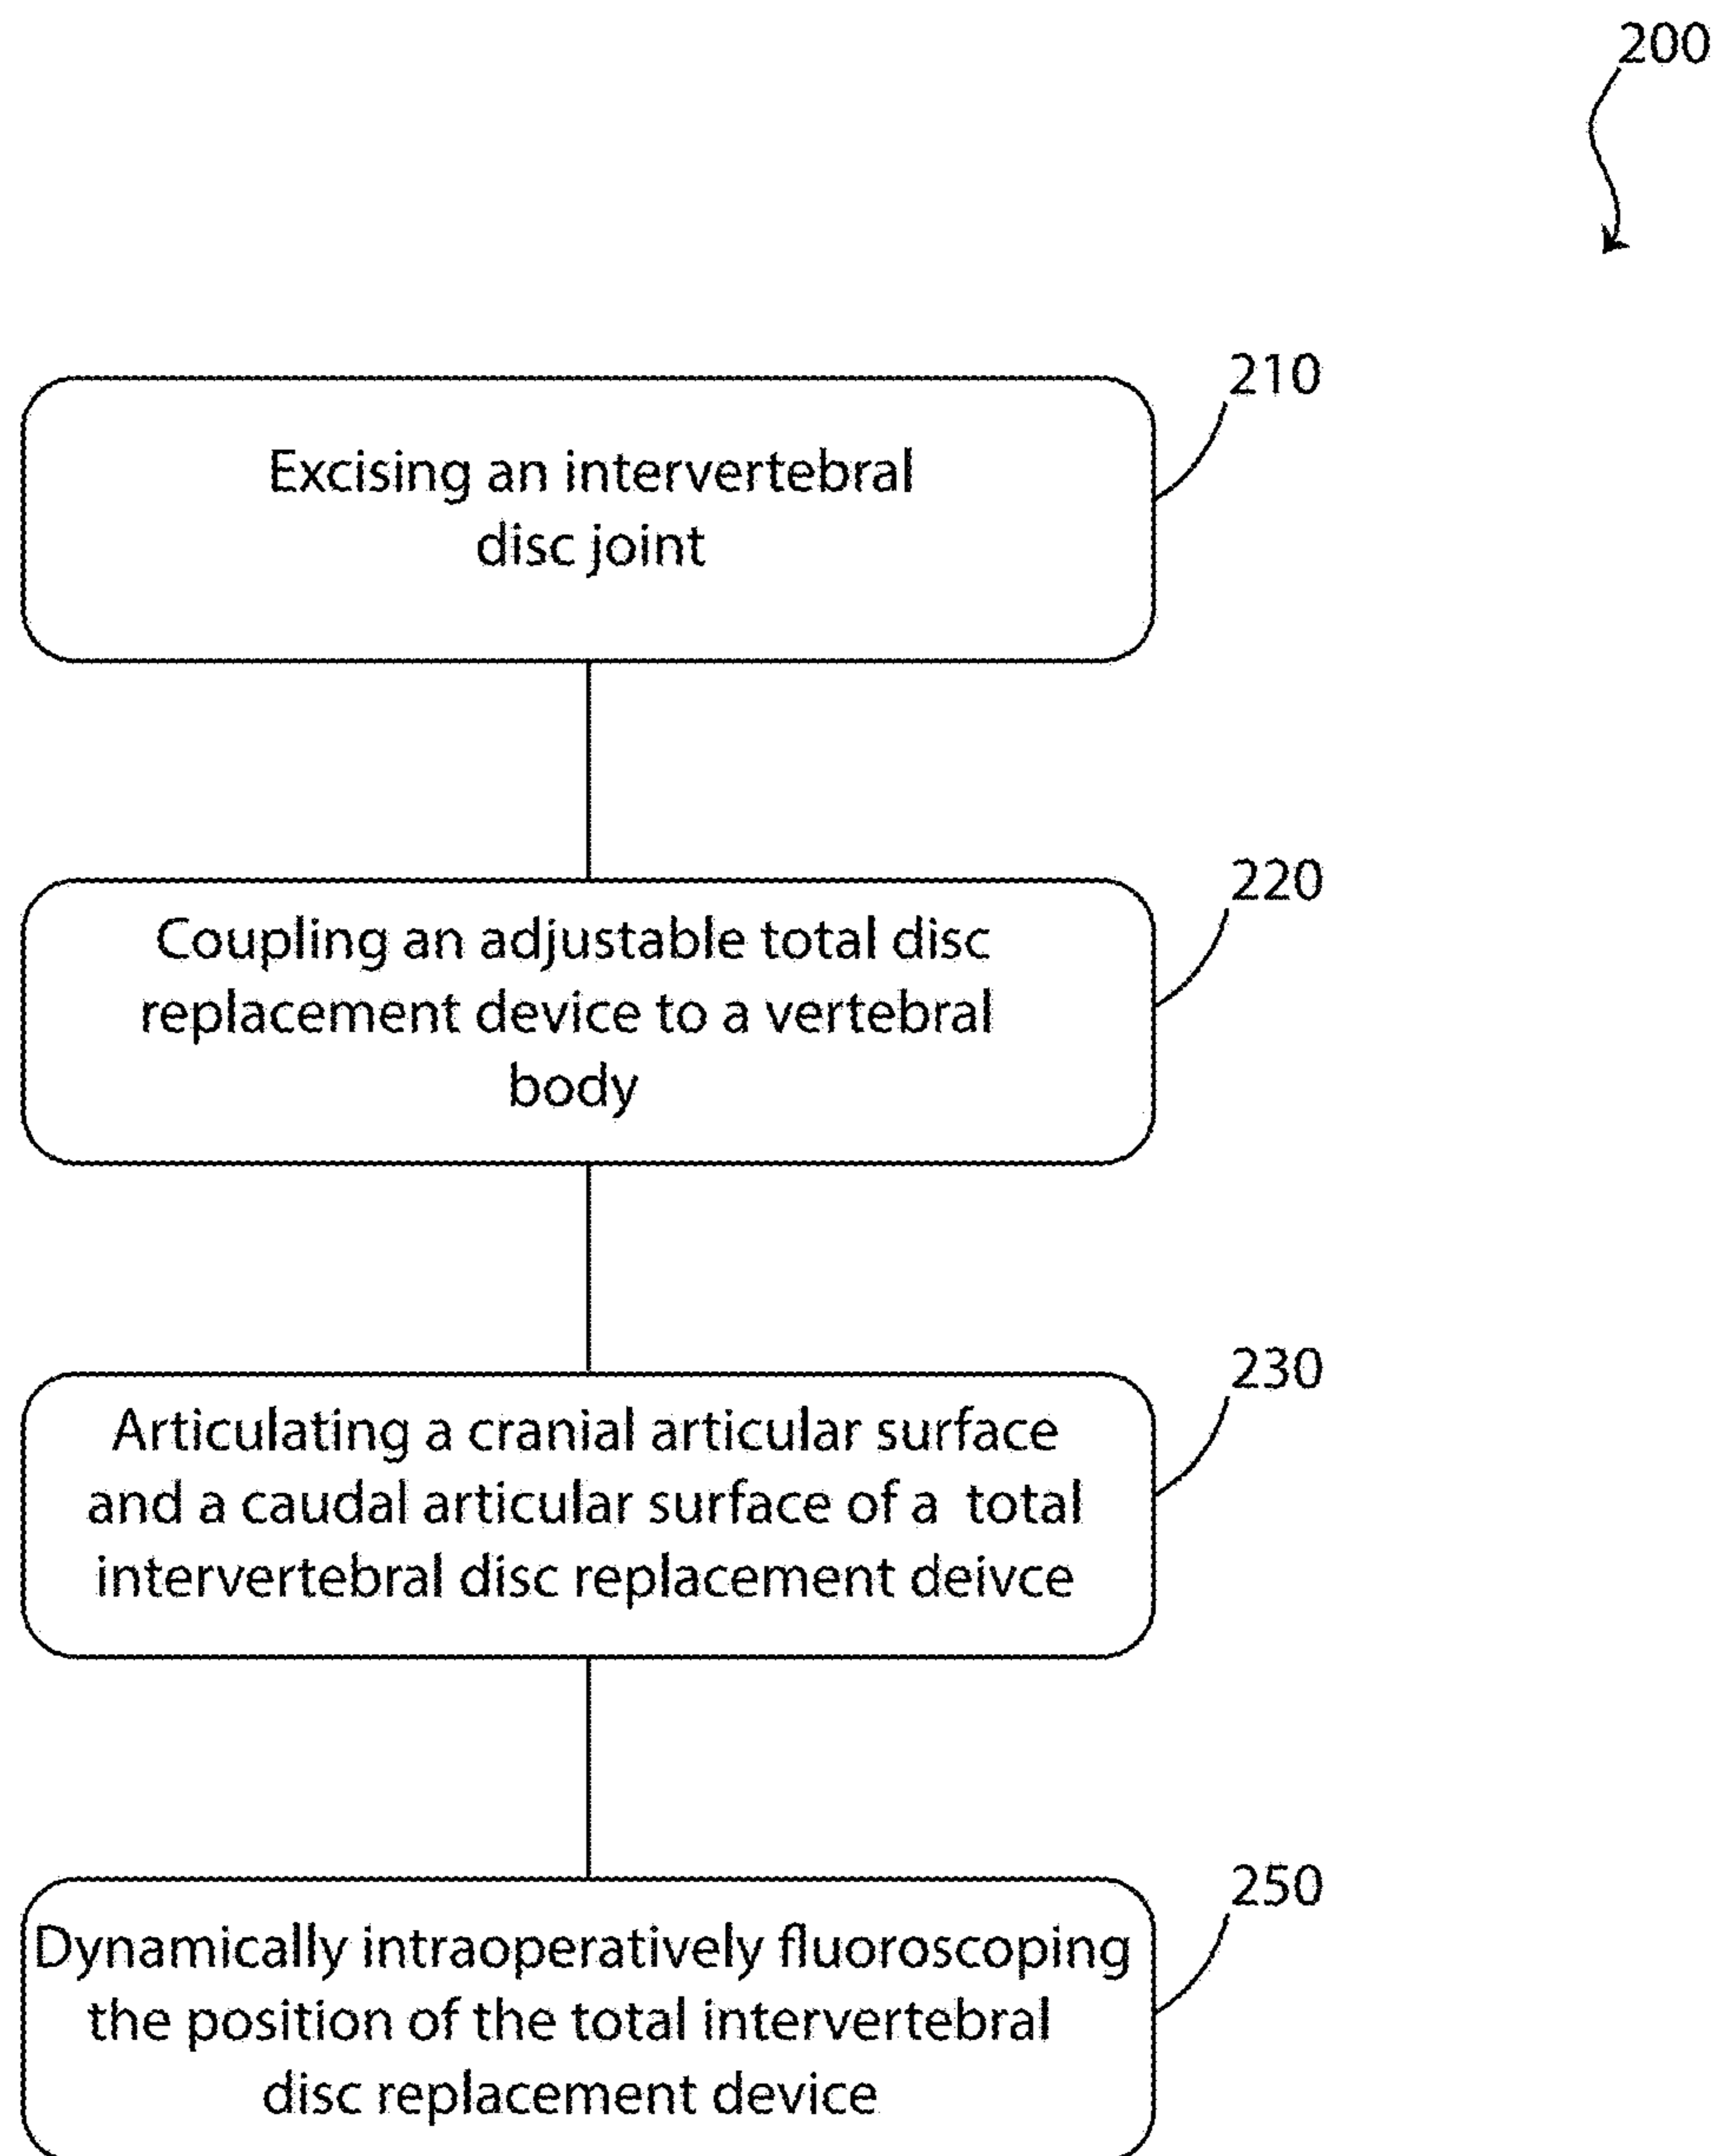 200
210
Excising an intervertebral
disc joint
220
Coupling an adjustable total disc
replacement device to a vertebral
body
230
Articulating a cranial articular surface
and a caudal articular surface of a total
intervertebral disc replacement deivce
250
Dynamically intraoperatively fluoroscoping
the position of the total intervertebral
disc replacement device